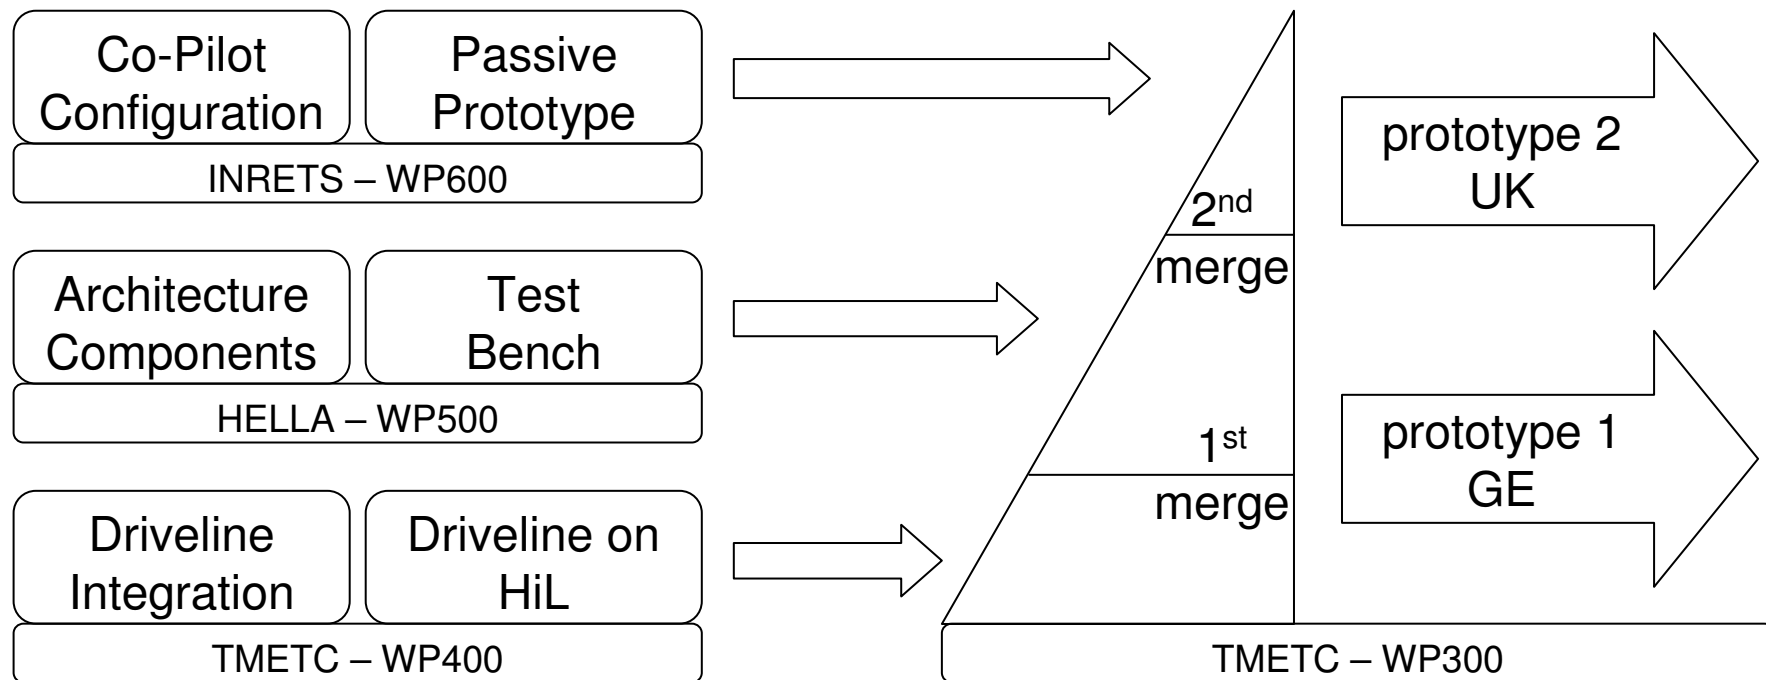 Co-Pilot
Configuration
Passive
Prototype
INRETS – WP600
Architecture
Components
Test
Bench
HELLA – WP500
Driveline
Integration
Driveline on
HiL
TMETC – WP400
2nd
merge
1st
merge
prototype 2
UK
prototype 1
GE
TMETC – WP300